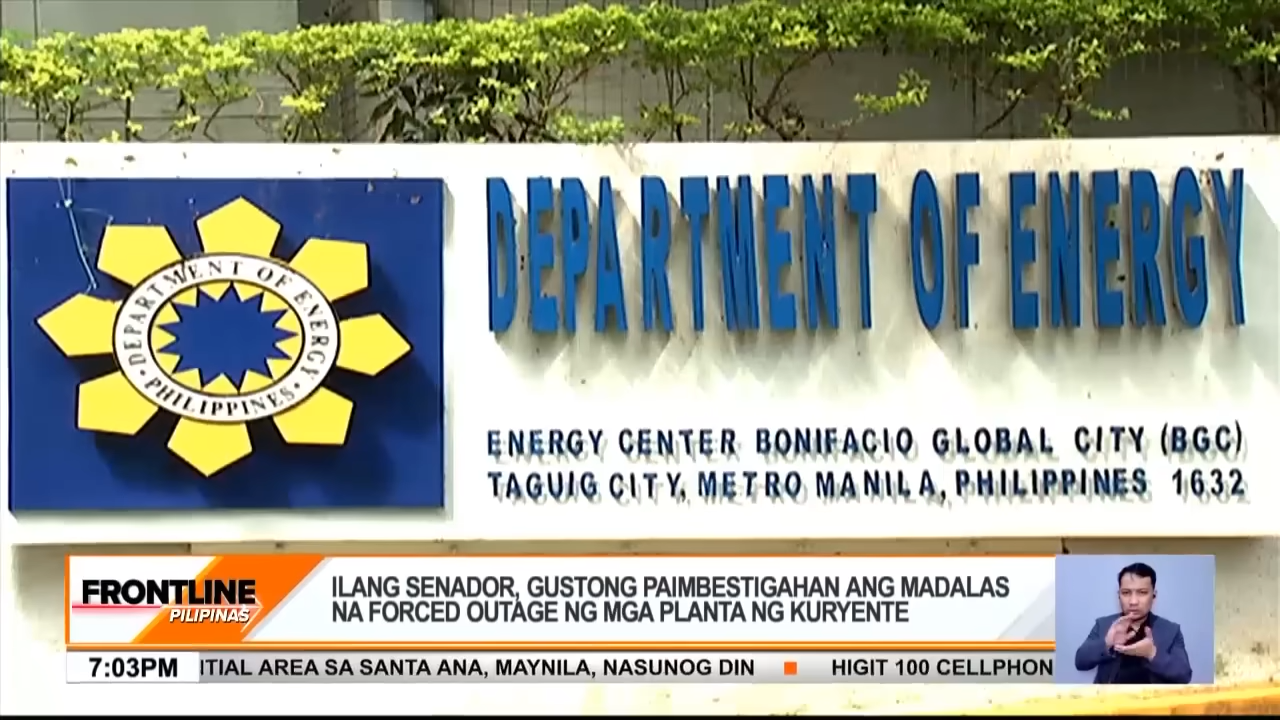 DEPARTMENT OF ENERGY
PHILIPPINES
DEPARTMENT OF ENERGY
ENERGY CENTER BONIFACIO GLOBAL CITY (BGC)
TAGUIG CITY, METRO MANILA, PHILIPPINES 1632
FRONTLINE
PILIPINAS
ILANG SENADOR, GUSTONG PAIMBESTIGAHAN ANG MADALAS
NA FORCED OUTAGE NG MGA PLANTA NG KURYENTE
7:03PM
AREA SA SANTA ANA, MAYNILA, NASUNOG DIN HIGIT 100